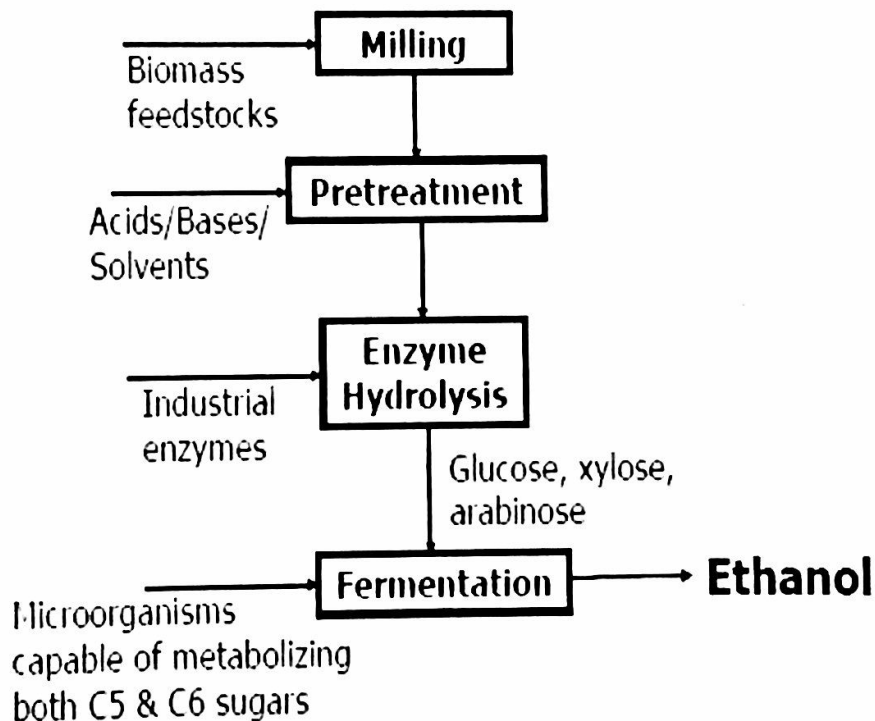 Milling
Biomass
feedstocks
Pretreatment
Acids/Bases/
Solvents
Enzyme
Hydrolysis
Industrial
enzymes
Glucose, xylose,
arabinose
Fermentation
Ethanol
Microorganisms
capable of metabolizing
both C5 & C6 sugars